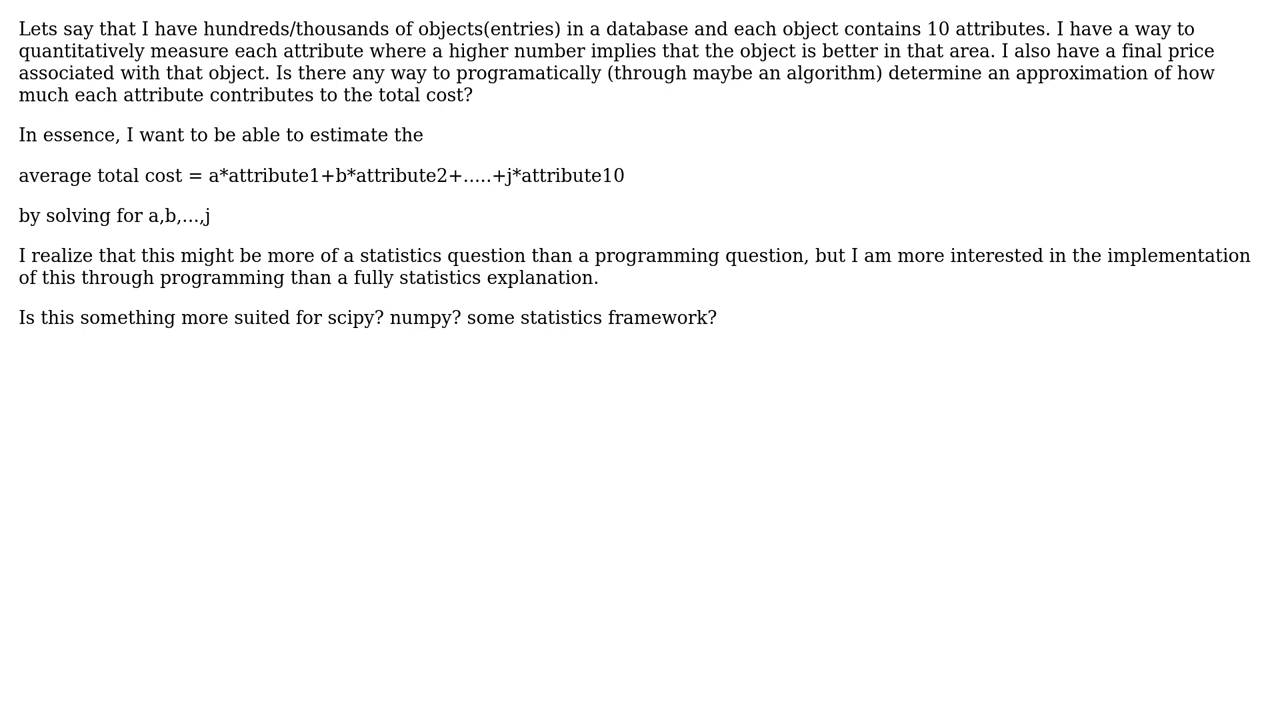 Lets say that I have hundreds/thousands of objects(entries) in a database and each object contains 10 attributes. I have a way to
quantitatively measure each attribute where a higher number implies that the object is better in that area. I also have a final price
associated with that object. Is there any way to programatically (through maybe an algorithm) determine an approximation of how
much each attribute contributes to the total cost?
In essence, I want to be able to estimate the
average total cost = a*attribute1+b*attribute2+.....+j*attribute10
by solving for a,b,...,j
I realize that this might be more of a statistics question than a programming question, but I am more interested in the implementation
of this through programming than a fully statistics explanation.
Is this something more suited for scipy? numpy? some statistics framework?